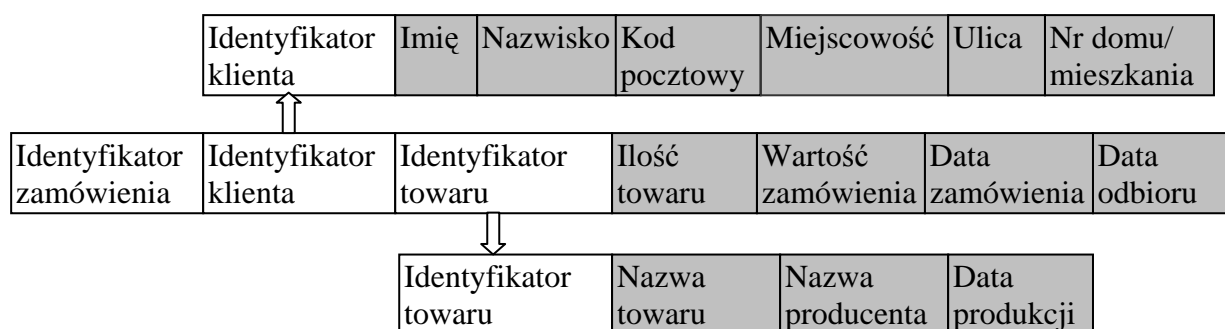 Identyfikator Imię Nazwisko Kod Miejscowość Ulica Nr domu/
klienta pocztowy mieszkania
Identyfikator Identyfikator Identyfikator Ilość Wartość Data Data
zamówienia klienta towaru towaru zamówienia zamówienia odbioru
Identyfikator Nazwa Nazwa Data
towaru towaru producenta produkcji